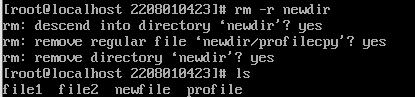 [root@localhost 2208010423]# rm -r newdir
rm: descend into directory ‘newdir’? yes
rm: remove regular file ‘newdir/profilecpy’? yes
rm: remove directory ‘newdir’? yes
[root@localhost 2208010423]# ls
file1  file2  newfile  profile